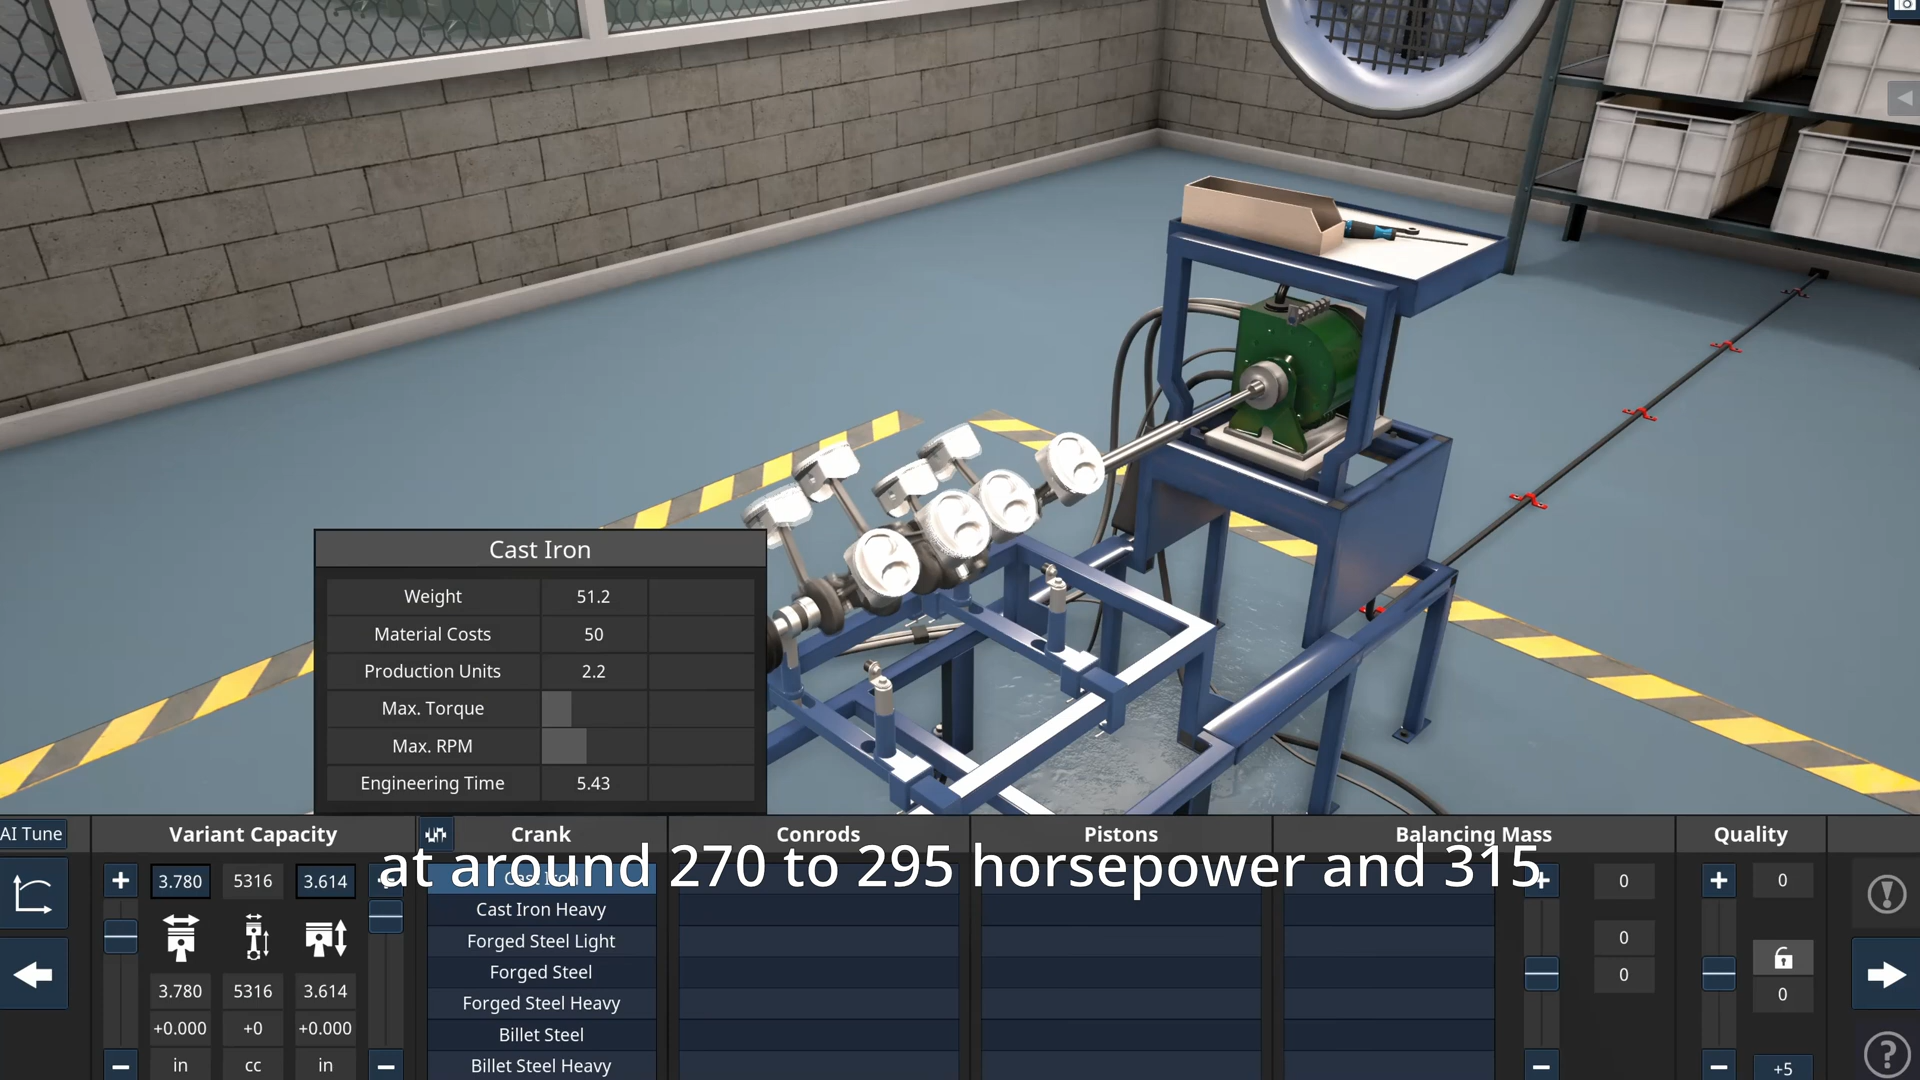 Cast Iron
Weight 51.2
Material Costs 50
Production Units 2.2
Max. Torque
Max. RPM
Engineering Time 5.43
AI Tune
Variant Capacity
Crank
Conrods
Pistons
Balancing Mass
Quality
at around 270 to 295 horsepower and 315
3.780 5316 3.614
Cast Iron
Cast Iron Heavy
Forged Steel Light
Forged Steel
Forged Steel Heavy
Billet Steel
Billet Steel Heavy
3.780 5316 3.614
+0.000 +0 +0.000
in cc in
0
0
0
0
0
+5